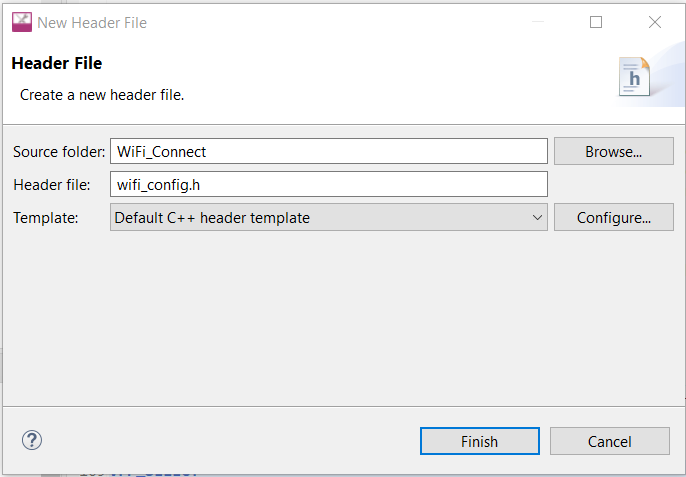 New Header File
Header File
Create a new header file.
h
Source folder: WiFi_Connect Browse...
Header file: wifi_config.h
Template: Default C++ header template Configure...
? Finish Cancel